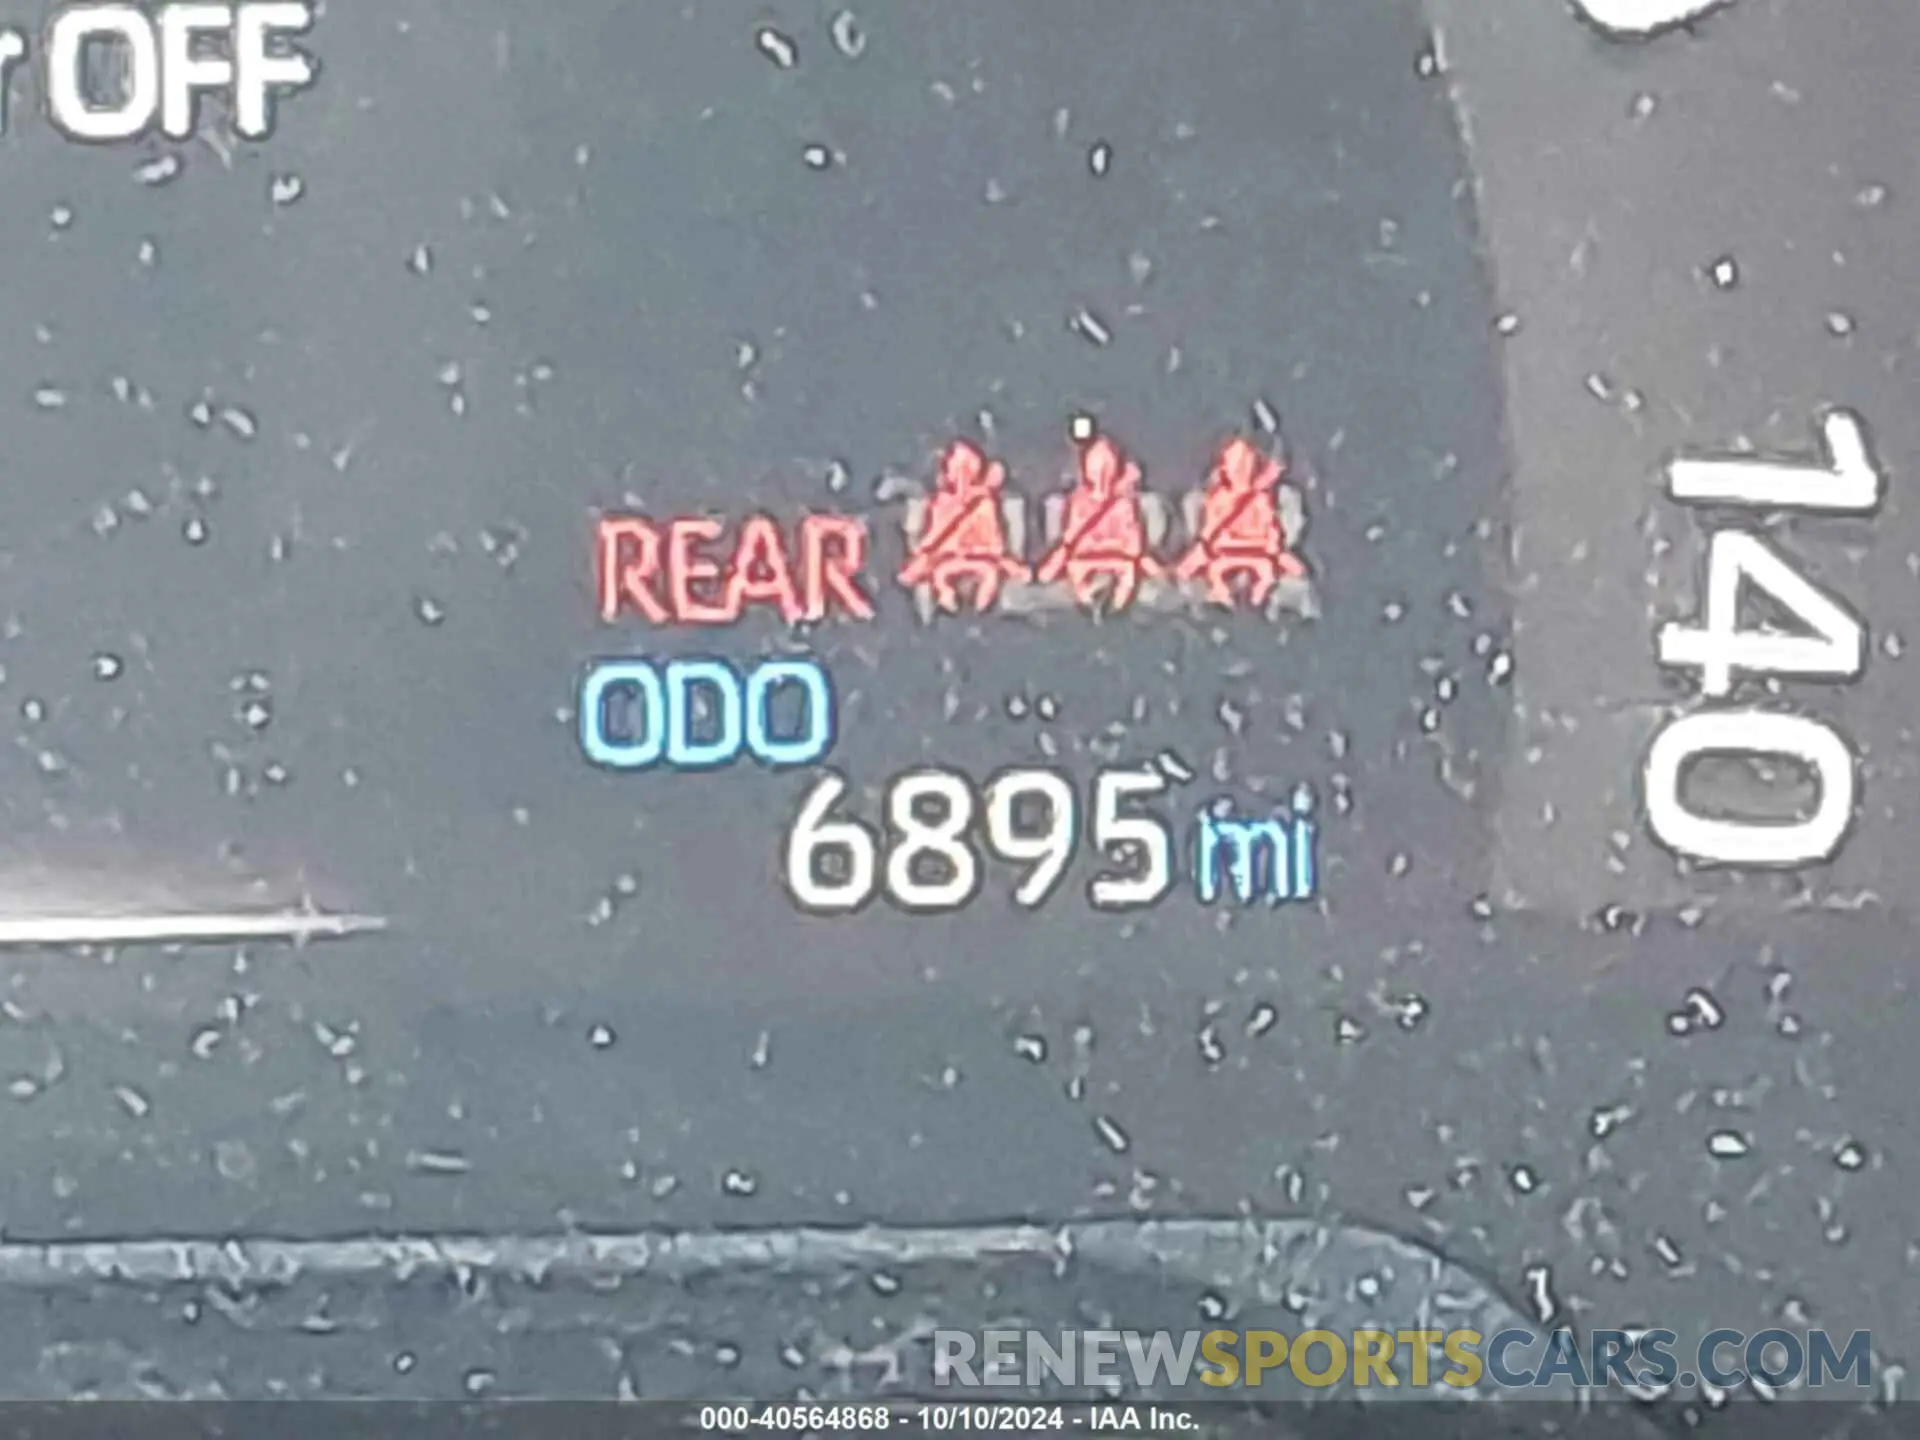 OFF
REAR
ODO
6895 mi
140
RENEWSPORTSCARS.COM
000-40564868 - 10/10/2024 - IAA Inc.